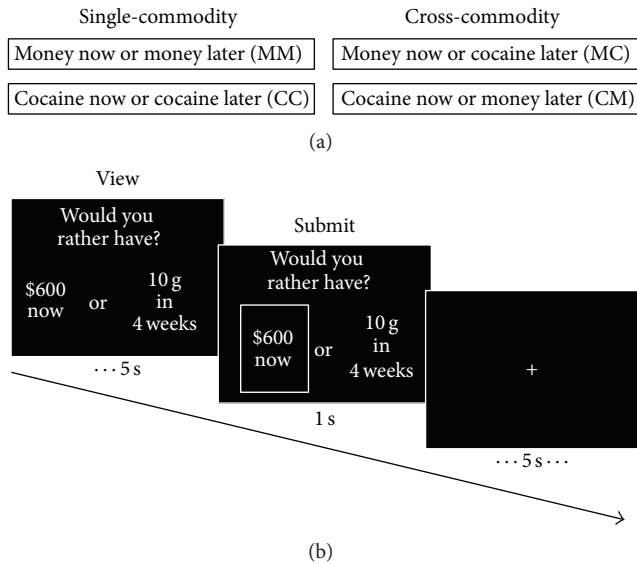 Single-commodity
Cross-commodity
Money now or money later (MM)
Money now or cocaine later (MC)
Cocaine now or cocaine later (CC)
Cocaine now or money later (CM)
(a)
View
Would you
rather have?
$600
now
or
10 g
in
4 weeks
··· 5 s
Submit
Would you
rather have?
$600
now
or
10 g
in
4 weeks
1 s
+
··· 5 s ···
(b)